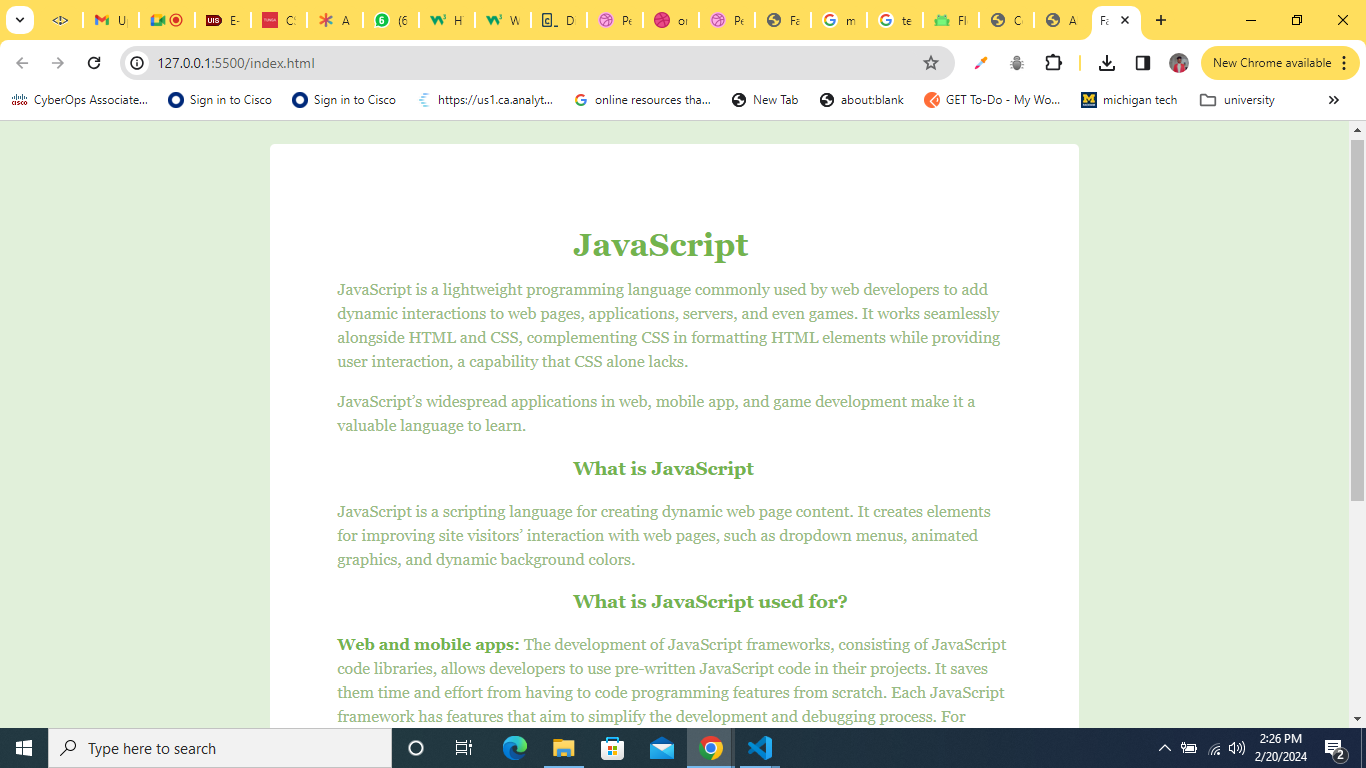 </> U E- CS A (6 H W D Pe or Pe Fa m te Fl C A Fa
127.0.0.1:5500/index.html New Chrome available
CyberOps Associate... Sign in to Cisco Sign in to Cisco https://us1.ca.analyt... online resources tha... New Tab about:blank GET To-Do - My Wo... michigan tech university »
JavaScript
JavaScript is a lightweight programming language commonly used by web developers to add
dynamic interactions to web pages, applications, servers, and even games. It works seamlessly
alongside HTML and CSS, complementing CSS in formatting HTML elements while providing
user interaction, a capability that CSS alone lacks.
JavaScript’s widespread applications in web, mobile app, and game development make it a
valuable language to learn.
What is JavaScript
JavaScript is a scripting language for creating dynamic web page content. It creates elements
for improving site visitors’ interaction with web pages, such as dropdown menus, animated
graphics, and dynamic background colors.
What is JavaScript used for?
Web and mobile apps: The development of JavaScript frameworks, consisting of JavaScript
code libraries, allows developers to use pre-written JavaScript code in their projects. It saves
them time and effort from having to code programming features from scratch. Each JavaScript
framework has features that aim to simplify the development and debugging process. For
Type here to search
2:26 PM
2/20/2024
2